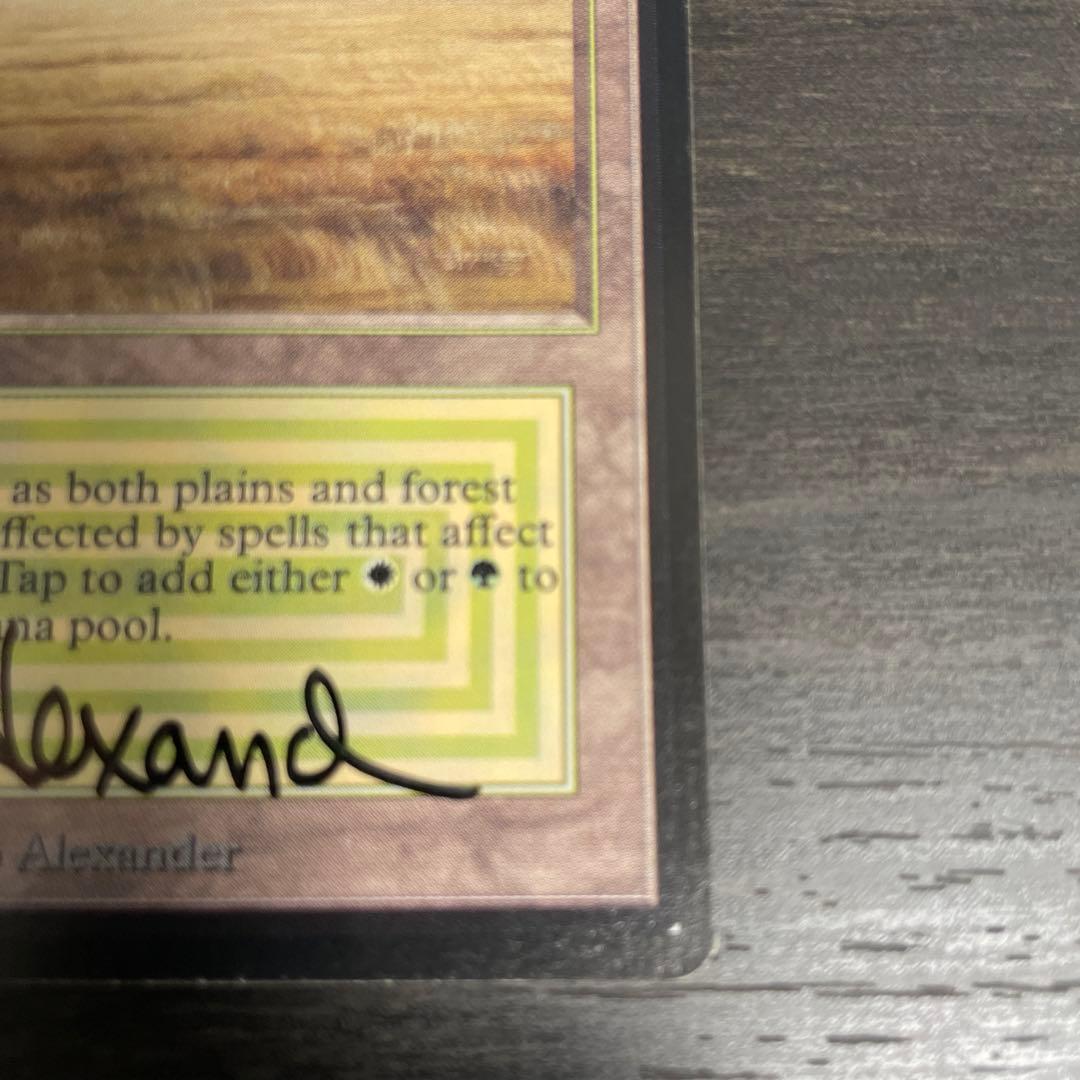 as both plains and forest
ffected by spells that affect
Tap to add either or to
na pool.
lexand
Alexander